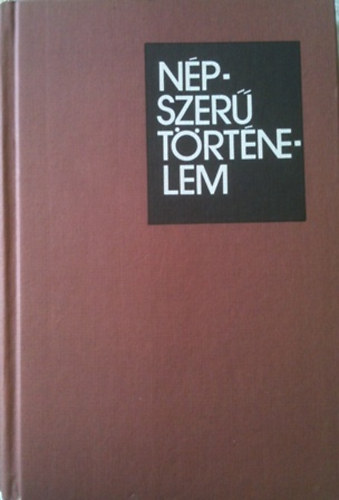 NÉP-
SZERŰ
TÖRTÉNE-
LEM